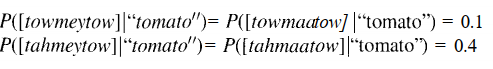 P([towmeytow]|“tomato”)= P([towmaatow] |“tomato”) = 0.1
P([tahmeytow]|“tomato”)= P([tahmaatow]|“tomato”) = 0.4